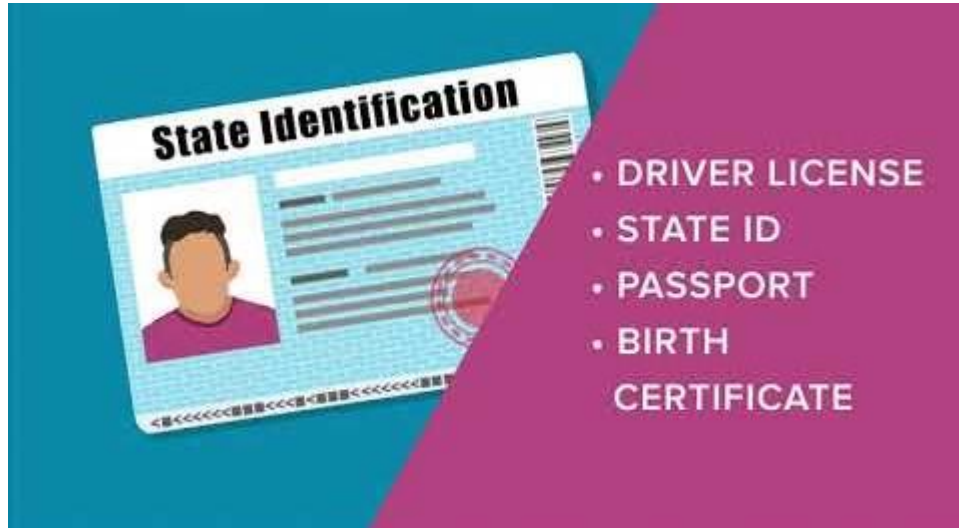 State Identification
• DRIVER LICENSE
• STATE ID
• PASSPORT
• BIRTH
CERTIFICATE